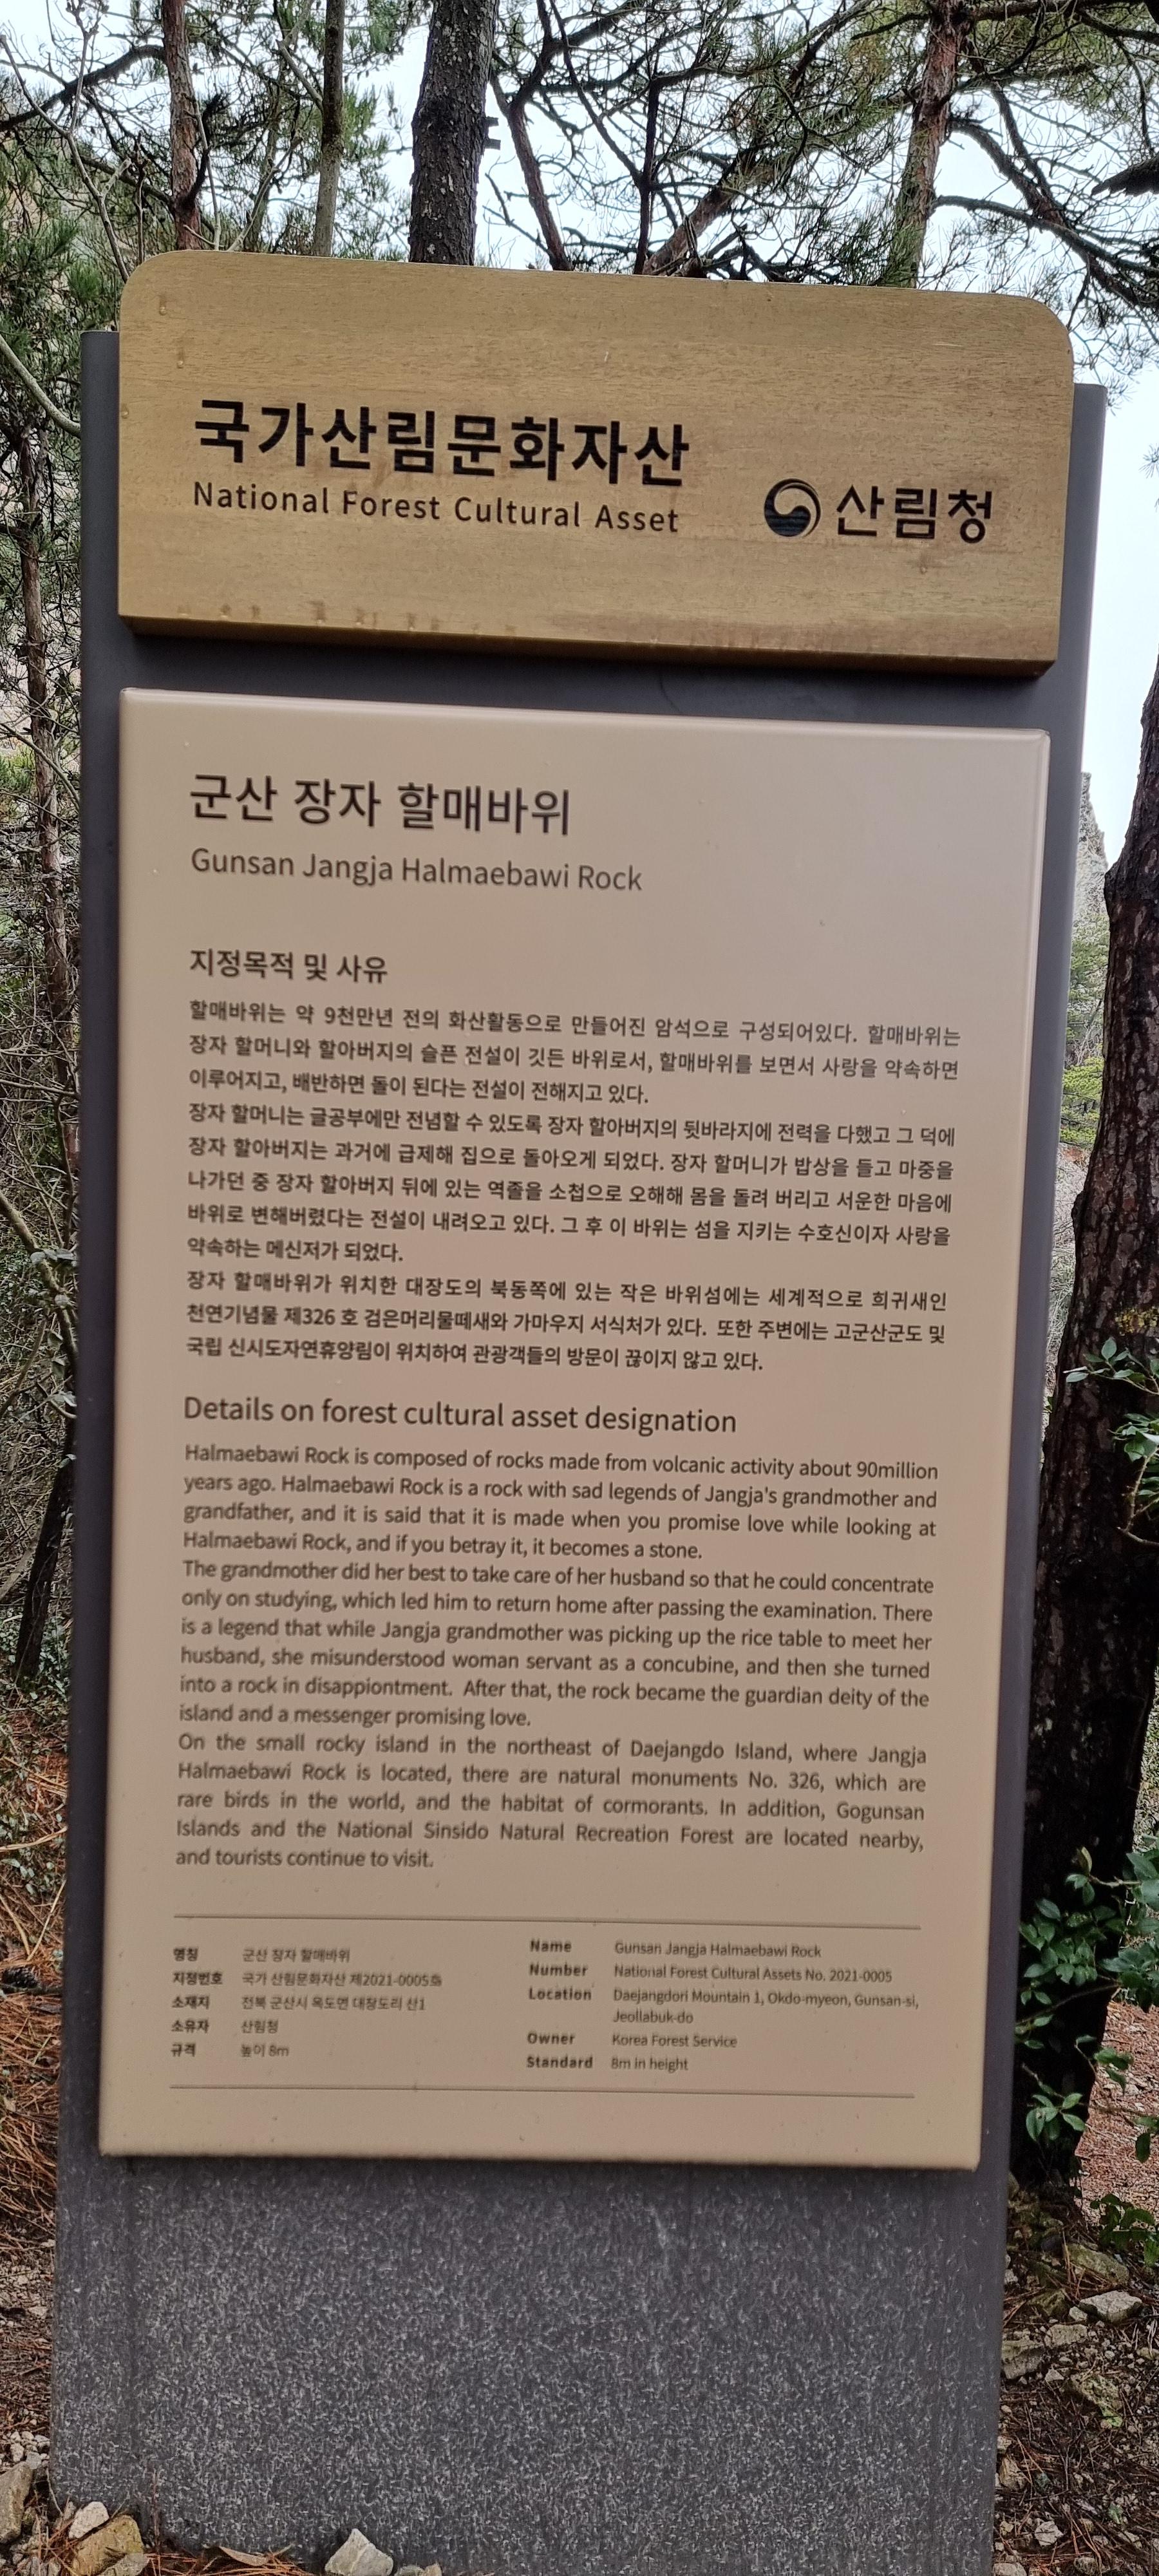 국가산림문화자산
National Forest Cultural Asset
산림청
군산 장자 할매바위
Gunsan Jangja Halmaebawi Rock
지정목적 및 사유
할매바위는 약 9천만년 전의 화산활동으로 만들어진 암석으로 구성되어있다. 할매바위는
장자 할머니와 할아버지의 슬픈 전설이 깃든 바위로서, 할매바위를 보면서 사랑을 약속하면
이루어지고, 배반하면 돌이 된다는 전설이 전해지고 있다.
장자 할머니는 글공부에만 전념할 수 있도록 장자 할아버지의 뒷바라지에 전력을 다했고 그 덕에
장자 할아버지는 과거에 급제해 집으로 돌아오게 되었다. 장자 할머니가 밥상을 들고 마중을
나가던 중 장자 할아버지 뒤에 있는 역졸을 소첩으로 오해해 몸을 돌려 버리고 서운한 마음에
바위로 변해버렸다는 전설이 내려오고 있다. 그 후 이 바위는 섬을 지키는 수호신이자 사랑을
약속하는 메신저가 되었다.
장자 할매바위가 위치한 대장도의 북동쪽에 있는 작은 바위섬에는 세계적으로 희귀새인
천연기념물 제326 호 검은머리물떼새와 가마우지 서식처가 있다. 또한 주변에는 고군산군도 및
국립 신시도자연휴양림이 위치하여 관광객들의 방문이 끊이지 않고 있다.
Details on forest cultural asset designation
Halmaebawi Rock is composed of rocks made from volcanic activity about 90million
years ago. Halmaebawi Rock is a rock with sad legends of Jangja's grandmother and
grandfather, and it is said that it is made when you promise love while looking at
Halmaebawi Rock, and if you betray it, it becomes a stone.
The grandmother did her best to take care of her husband so that he could concentrate
only on studying, which led him to return home after passing the examination. There
is a legend that while Jangja grandmother was picking up the rice table to meet her
husband, she misunderstood woman servant as a concubine, and then she turned
into a rock in disappiontment. After that, the rock became the guardian deity of the
island and a messenger promising love.
On the small rocky island in the northeast of Daejangdo Island, where Jangja
Halmaebawi Rock is located, there are natural monuments No. 326, which are
rare birds in the world, and the habitat of cormorants. In addition, Gogunsan
Islands and the National Sinsido Natural Recreation Forest are located nearby,
and tourists continue to visit.
명칭 군산 장자 할매바위
지정번호 국가 산림문화자산 제2021-0005호
소재지 전북 군산시 옥도면 대장도리 산1
소유자 산림청
규격 높이 8m
Name Gunsan Jangja Halmaebawi Rock
Number National Forest Cultural Assets No. 2021-0005
Location Daejangdori Mountain 1, Okdo-myeon, Gunsan-si,
Jeollabuk-do
Owner Korea Forest Service
Standard 8m in height